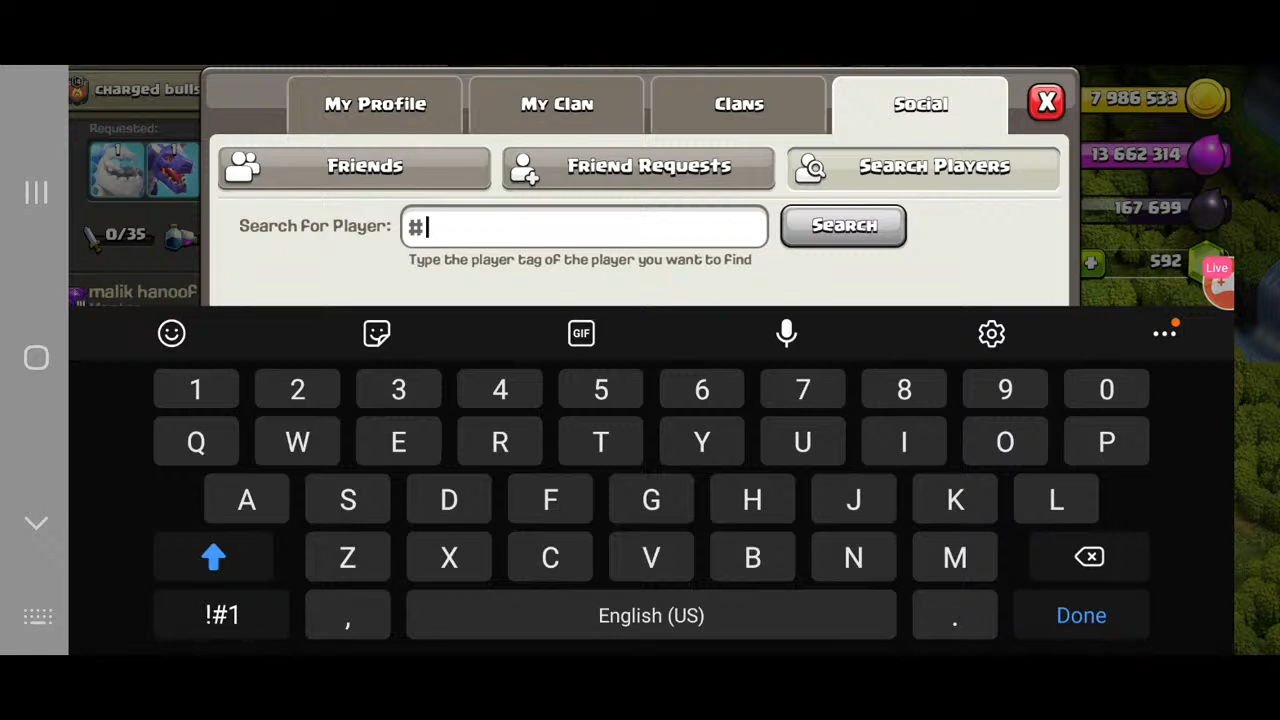 charged bulls
My Profile
My Clan
Clans
Social
X
7 986 533
Requested:
1
1
Friends
Friend Requests
Search Players
13 662 314
167 699
Search for Player:
#
Search
0/35
Type the player tag of the player you want to find
592
Live
malik hanoof
GIF
1 2 3 4 5 6 7 8 9 0
Q W E R T Y U I O P
A S D F G H J K L
Z X C V B N M
!#1 , English (US) . Done